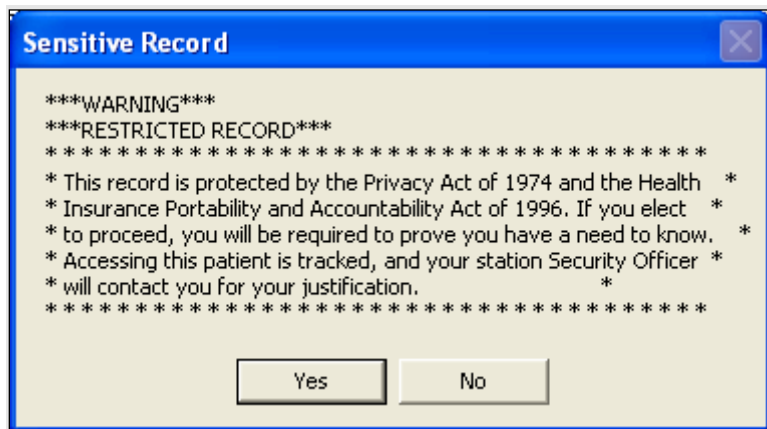 Sensitive Record
***WARNING***
***RESTRICTED RECORD***
* * * * * * * * * * * * * * * * * * * * * * * * * * * * * * * * * * * * *
* This record is protected by the Privacy Act of 1974 and the Health *
* Insurance Portability and Accountability Act of 1996. If you elect *
* to proceed, you will be required to prove you have a need to know. *
* Accessing this patient is tracked, and your station Security Officer *
* will contact you for your justification. *
* * * * * * * * * * * * * * * * * * * * * * * * * * * * * * * * * * * * *
Yes No